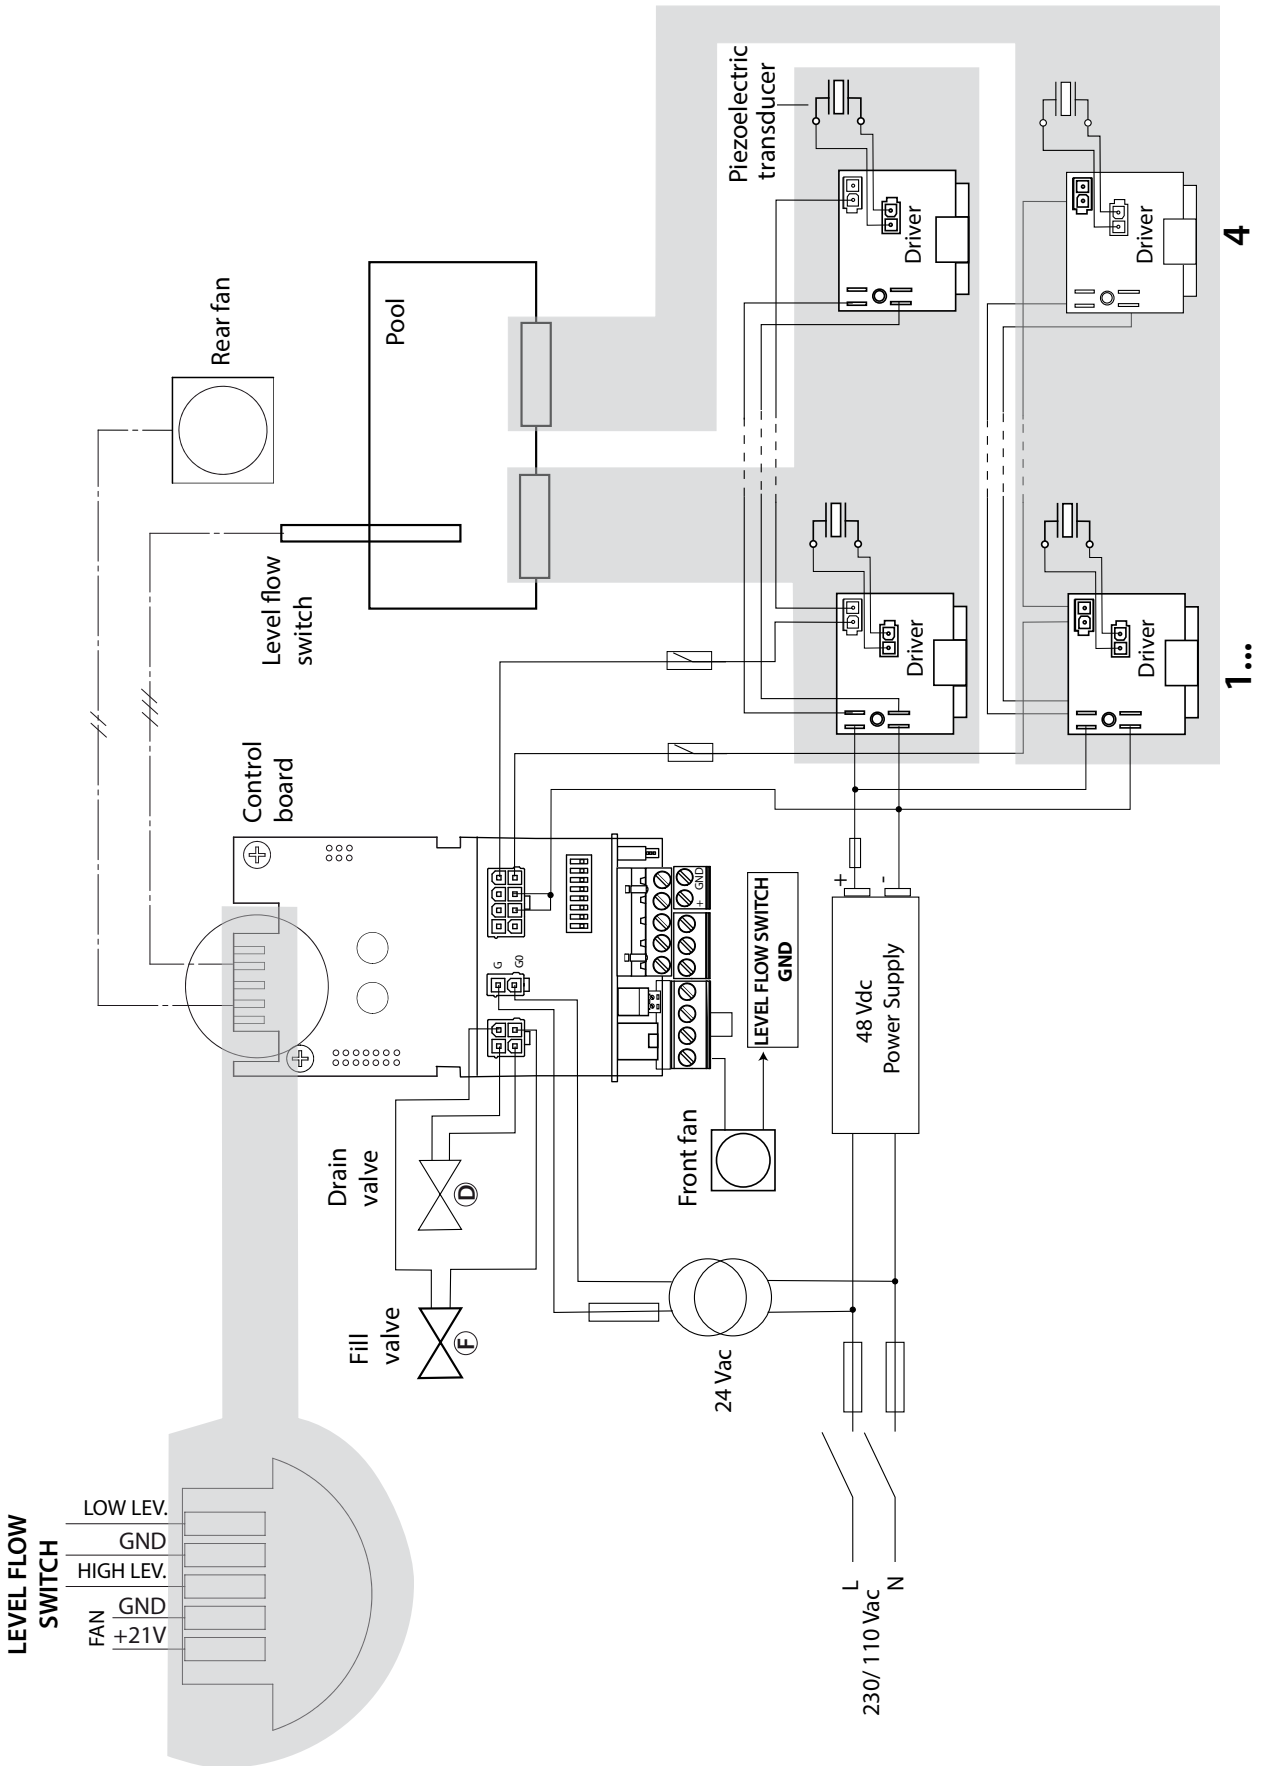 LEVEL FLOW
SWITCH
LOW LEV.
GND
HIGH LEV.
GND
+21V
FAN
Rear fan
Pool
Level flow
switch
Piezoelectric
transducer
Control
board
Driver
Driver
Driver
Driver
1...
4
G
G0
+
GND
LEVEL FLOW SWITCH
GND
Front fan
Drain
valve
D
Fill
valve
F
24 Vac
+
-
48 Vdc
Power Supply
L
230/ 110 Vac
N